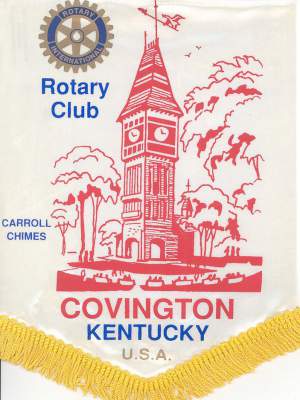 ROTARY
INTERNATIONAL
Rotary
Club
CARROLL
CHIMES
COVINGTON
KENTUCKY
U.S.A.